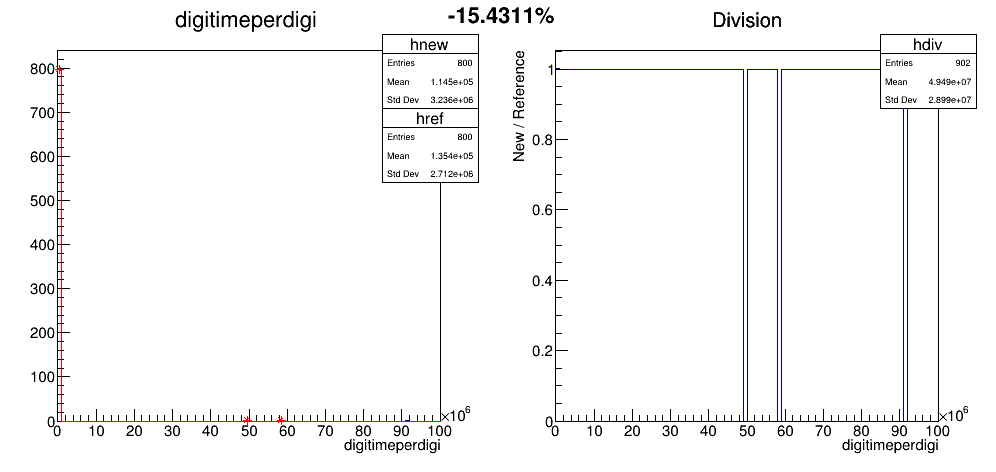 digitimeperdigi
-15.4311%
Division
hnew
Entries 800
Mean 1.145e+05
Std Dev 3.236e+06
href
Entries 800
Mean 1.354e+05
Std Dev 2.712e+06
800
700
600
500
400
300
200
100
0
0 10 20 30 40 50 60 70 80 90 100
×10^6
digitimeperdigi
hdiv
Entries 902
Mean 4.949e+07
Std Dev 2.899e+07
New / Reference
1
0.8
0.6
0.4
0.2
0
0 10 20 30 40 50 60 70 80 90 100
×10^6
digitimeperdigi